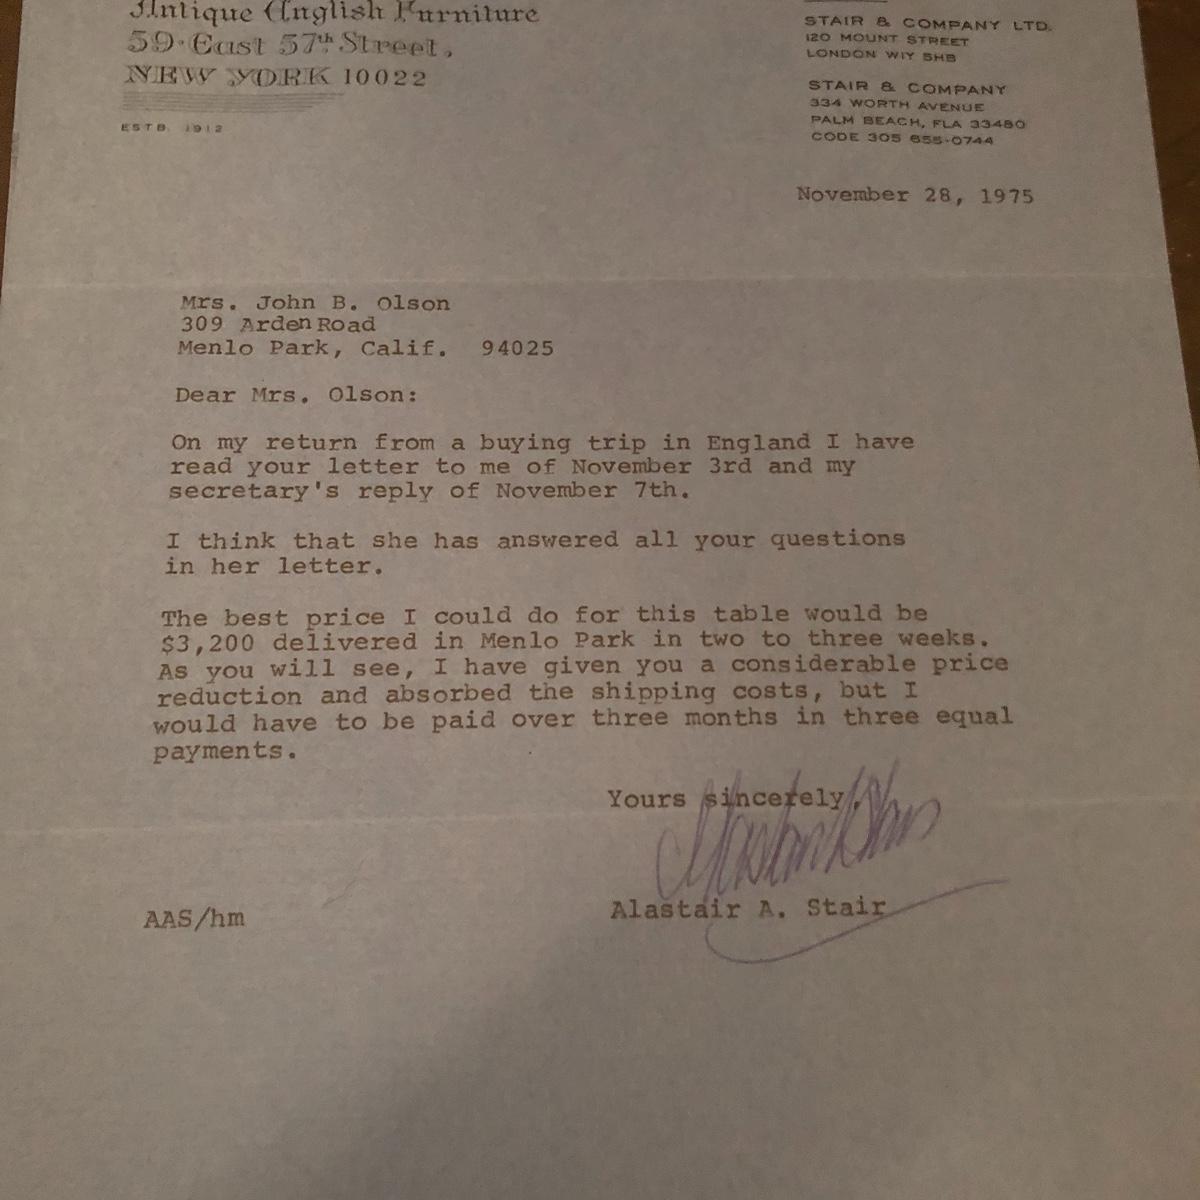 Antique English Furniture
59 East 57th Street,
NEW YORK 10022
ESTB. 1912
STAIR & COMPANY LTD.
120 MOUNT STREET
LONDON W1Y 5HB
STAIR & COMPANY
334 WORTH AVENUE
PALM BEACH, FLA 33480
CODE 305 655-0744
November 28, 1975
Mrs. John B. Olson
309 Arden Road
Menlo Park, Calif. 94025
Dear Mrs. Olson:
On my return from a buying trip in England I have
read your letter to me of November 3rd and my
secretary's reply of November 7th.
I think that she has answered all your questions
in her letter.
The best price I could do for this table would be
$3,200 delivered in Menlo Park in two to three weeks.
As you will see, I have given you a considerable price
reduction and absorbed the shipping costs, but I
would have to be paid over three months in three equal
payments.
Yours sincerely,
Alastair Stair
Alastair A. Stair
AAS/hm